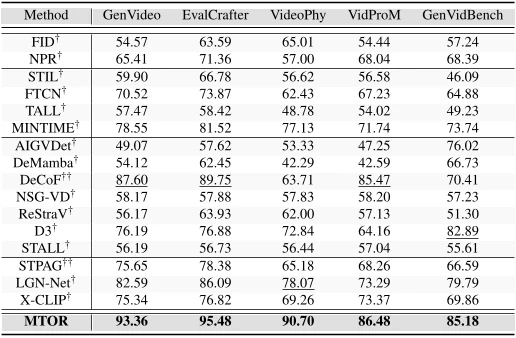 Method GenVideo EvalCrafter VideoPhy VidProM GenVidBench
FID† 54.57 63.59 65.01 54.44 57.24
NPR† 65.41 71.36 57.00 68.04 68.39
STIL† 59.90 66.78 56.62 56.58 46.09
FTCN† 70.52 73.87 62.43 67.23 64.88
TALL† 57.47 58.42 48.78 54.02 49.23
MINTIME† 78.55 81.52 77.13 71.74 73.74
AIGVDet† 49.07 57.62 53.33 47.25 76.02
DeMamba† 54.12 62.45 42.29 42.59 66.73
DeCoF†† 87.60 89.75 63.71 85.47 70.41
NSG-VD† 58.17 57.88 57.83 58.20 57.23
ReStraV† 56.17 63.93 62.00 57.13 51.30
D3† 76.19 76.88 72.84 64.16 82.89
STALL† 56.19 56.73 56.44 57.04 55.61
STPAG†† 75.65 78.38 65.18 68.26 66.59
LGN-Net† 82.59 86.09 78.07 73.29 79.79
X-CLIP† 75.34 76.82 69.26 73.37 69.86
MTOR 93.36 95.48 90.70 86.48 85.18